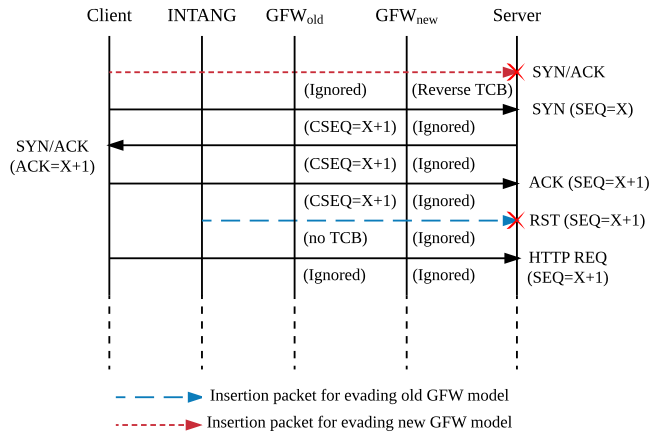 Client INTANG GFWold GFWnew Server
SYN/ACK
(Ignored) (Reverse TCB)
SYN (SEQ=X)
(CSEQ=X+1) (Ignored)
SYN/ACK
(ACK=X+1)
(CSEQ=X+1) (Ignored)
ACK (SEQ=X+1)
(CSEQ=X+1) (Ignored)
RST (SEQ=X+1)
(no TCB) (Ignored)
HTTP REQ
(SEQ=X+1)
(Ignored) (Ignored)
Insertion packet for evading old GFW model
Insertion packet for evading new GFW model